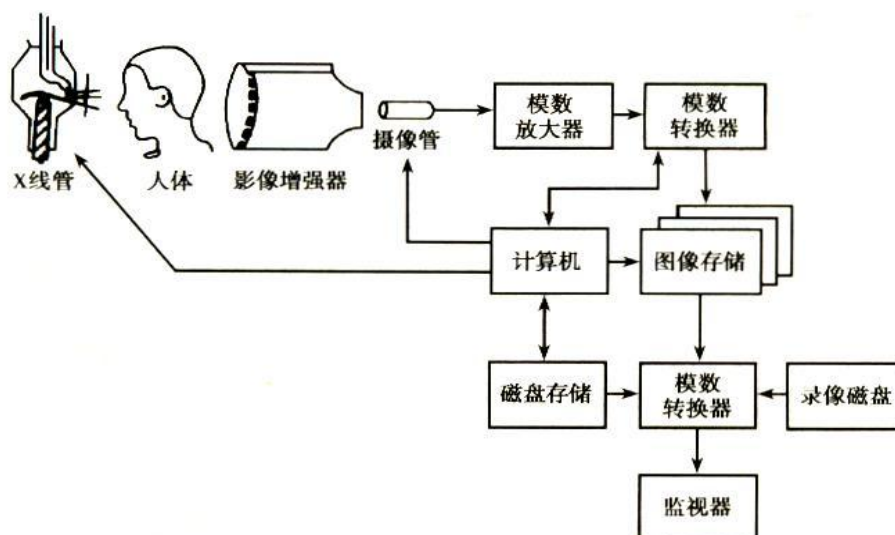 模数
放大器
模数
转换器
摄像管
X线管
人体
影像增强器
计算机
图像存储
磁盘存储
模数
转换器
录像磁盘
监视器